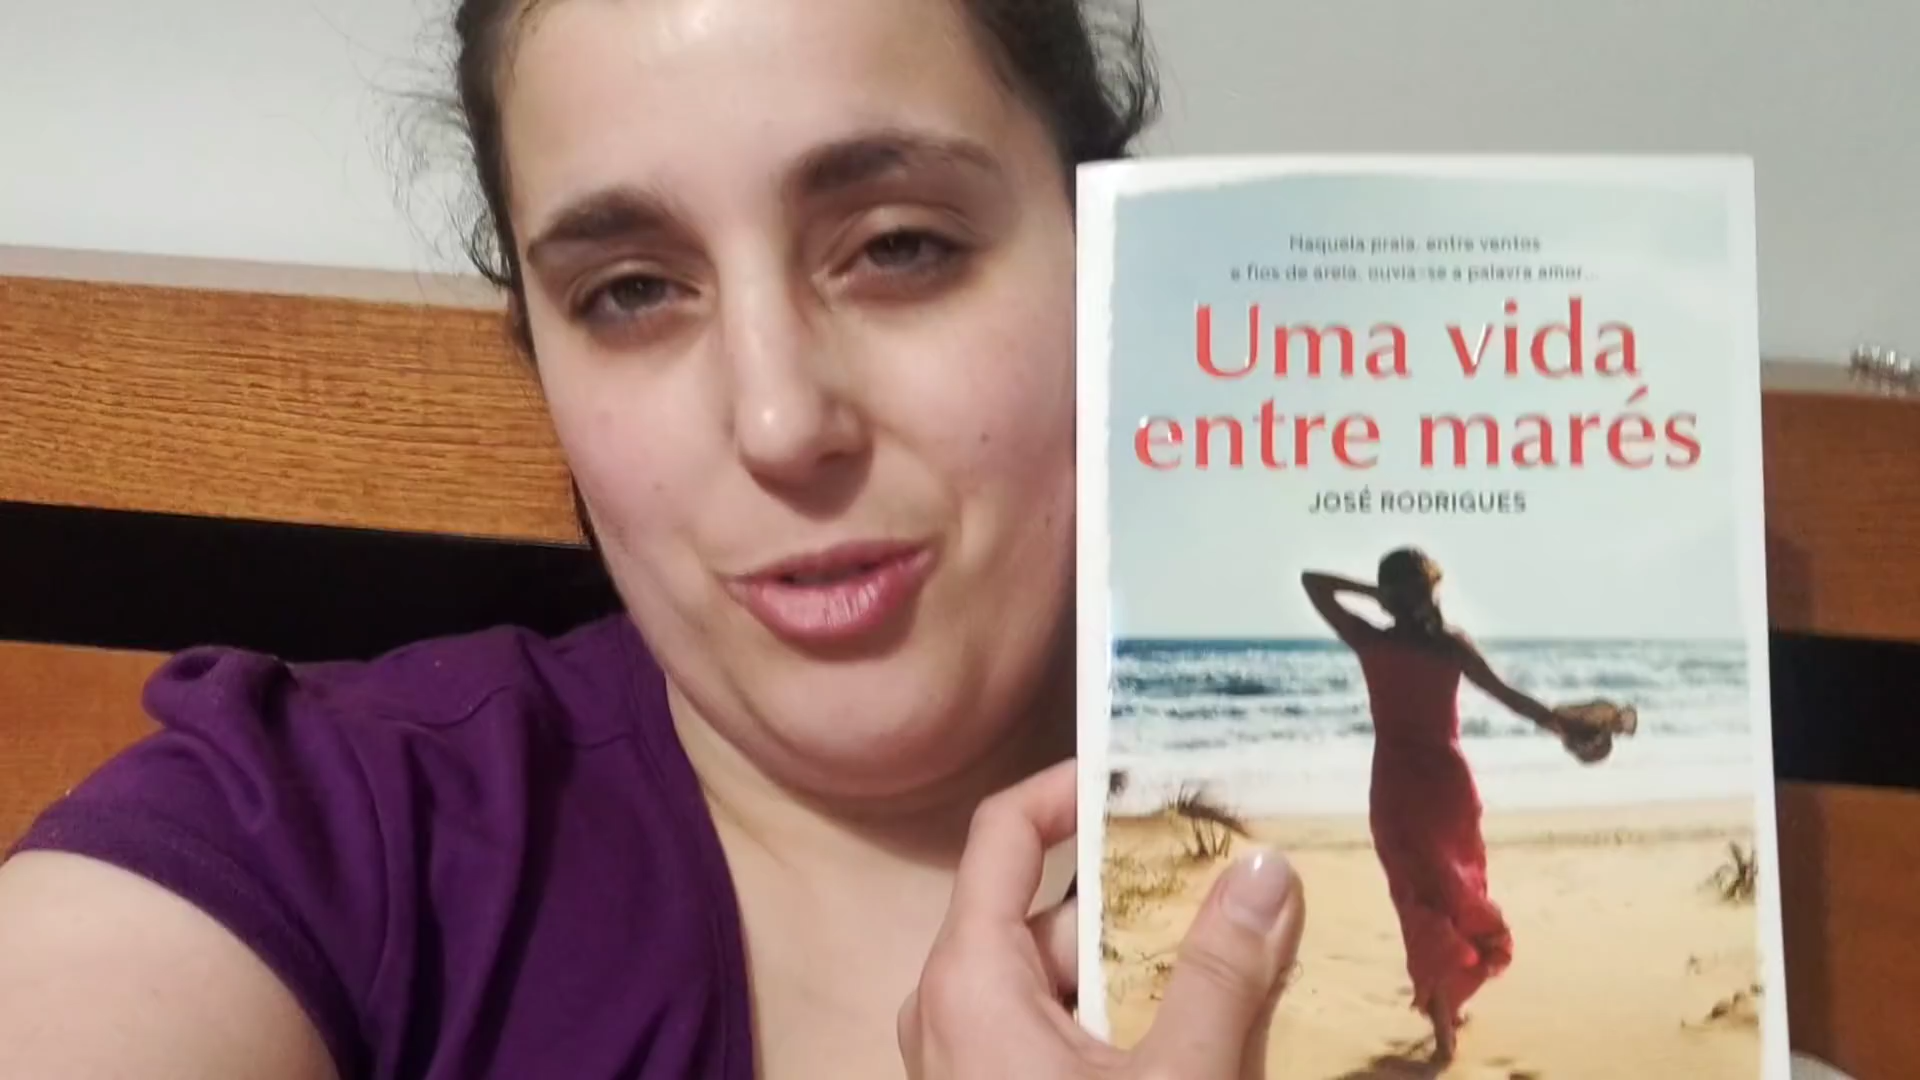 Naquela praia, entre ventos
e fios de areia, ouvia-se a palavra amor...
Uma vida
entre marés
JOSÉ RODRIGUES